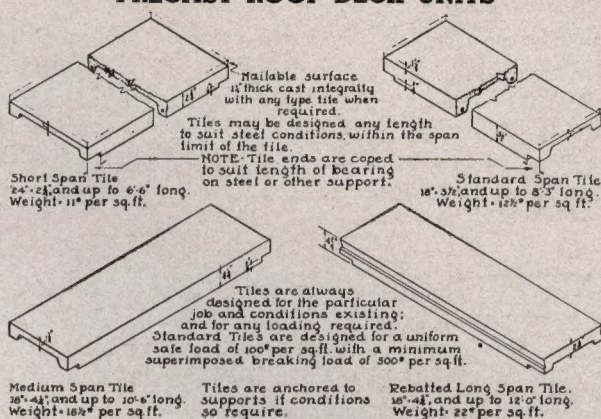 PRECAST ROOF DECK UNITS
Nailable surface
1¼" thick cast integrally
with any type tile when
required.
Tiles may be designed any length
to suit steel conditions, within the span
limit of the tile.
NOTE-Tile ends are coped
to suit length of bearing
on steel or other support.
Short Span Tile
24"-2¾", and up to 6'-6" long.
Weight-11# per sq.ft.
Standard Span Tile
18"-3½", and up to 8'-3" long.
Weight-12½# per sq.ft.
Tiles are always
designed for the particular
job and conditions existing;
and for any loading required.
Standard Tiles are designed for a uniform
safe load of 100# per sq.ft. with a minimum
superimposed breaking load of 300# per sq.ft.
Medium Span Tile
18"-4¾", and up to 10'-6" long.
Weight-16½# per sq.ft.
Tiles are anchored to
supports if conditions
so require.
Rebatted Long Span Tile.
18"-4¾", and up to 12'-0" long.
Weight-22# per sq.ft.